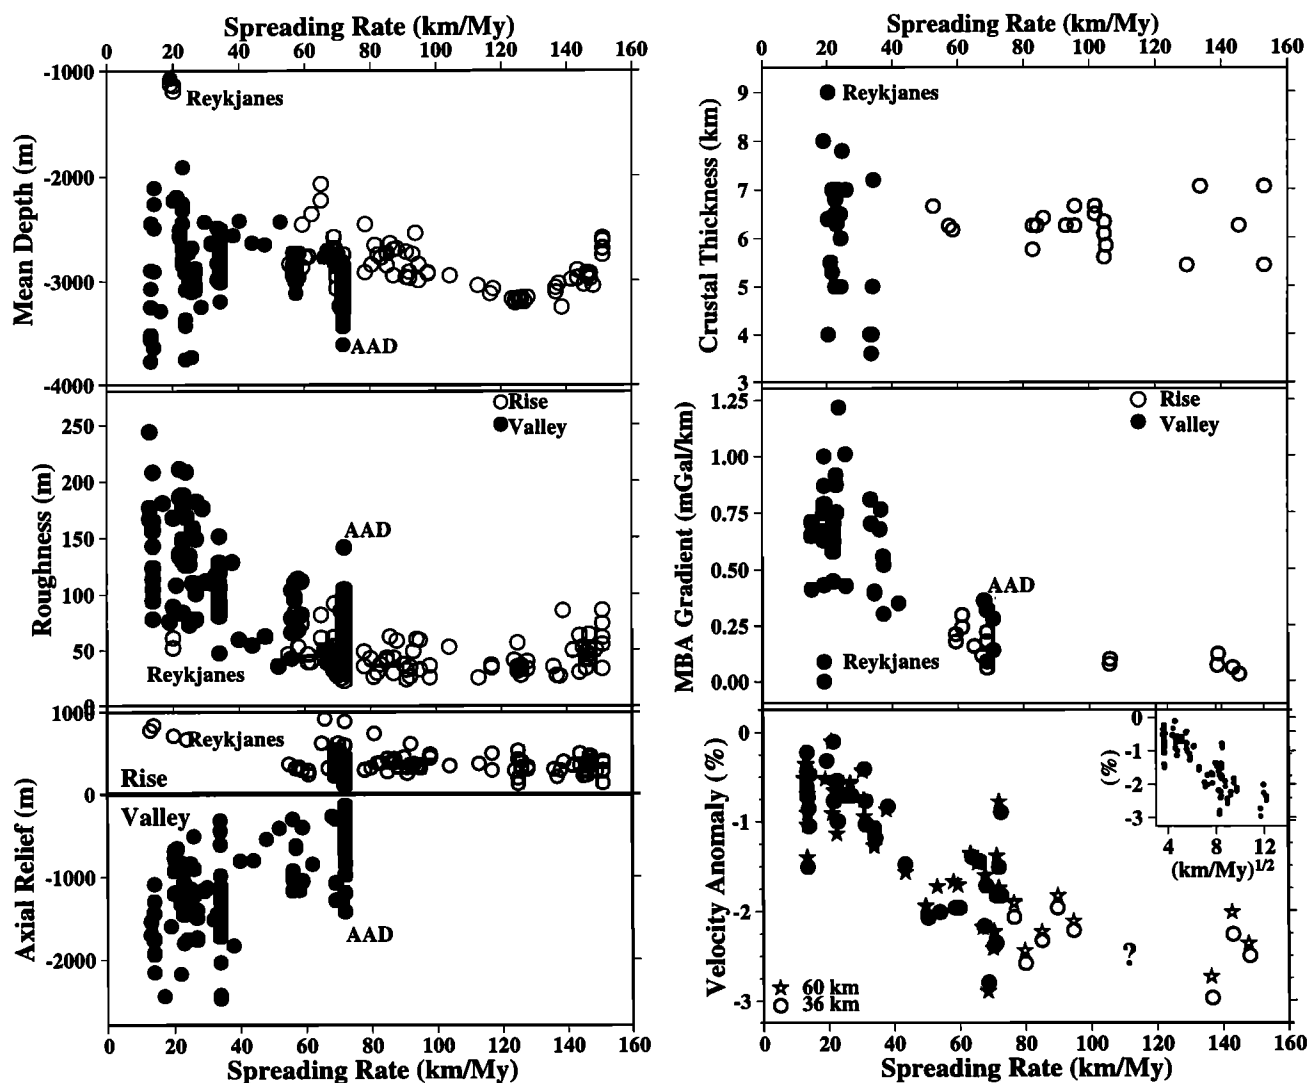 Spreading Rate (km/My)
0 20 40 60 80 100 120 140 160
-1000
-2000
-3000
-4000
Mean Depth (m)
Reykjanes
AAD
Rise
Valley
250
200
150
100
50
0
Roughness (m)
AAD
Reykjanes
1000
0
-1000
-2000
Axial Relief (m)
Reykjanes
Rise
Valley
AAD
0 20 40 60 80 100 120 140 160
Spreading Rate (km/My)
Spreading Rate (km/My)
0 20 40 60 80 100 120 140 160
9
8
7
6
5
4
3
Crustal Thickness (km)
Reykjanes
Rise
Valley
1.25
1.00
0.75
0.50
0.25
0.00
MBA Gradient (mGal/km)
AAD
Reykjanes
0
-1
-2
-3
Velocity Anomaly (%)
0
-1
-2
-3
(%)
4 8 12
(km/My)1/2
?
60 km
36 km
0 20 40 60 80 100 120 140 160
Spreading Rate (km/My)